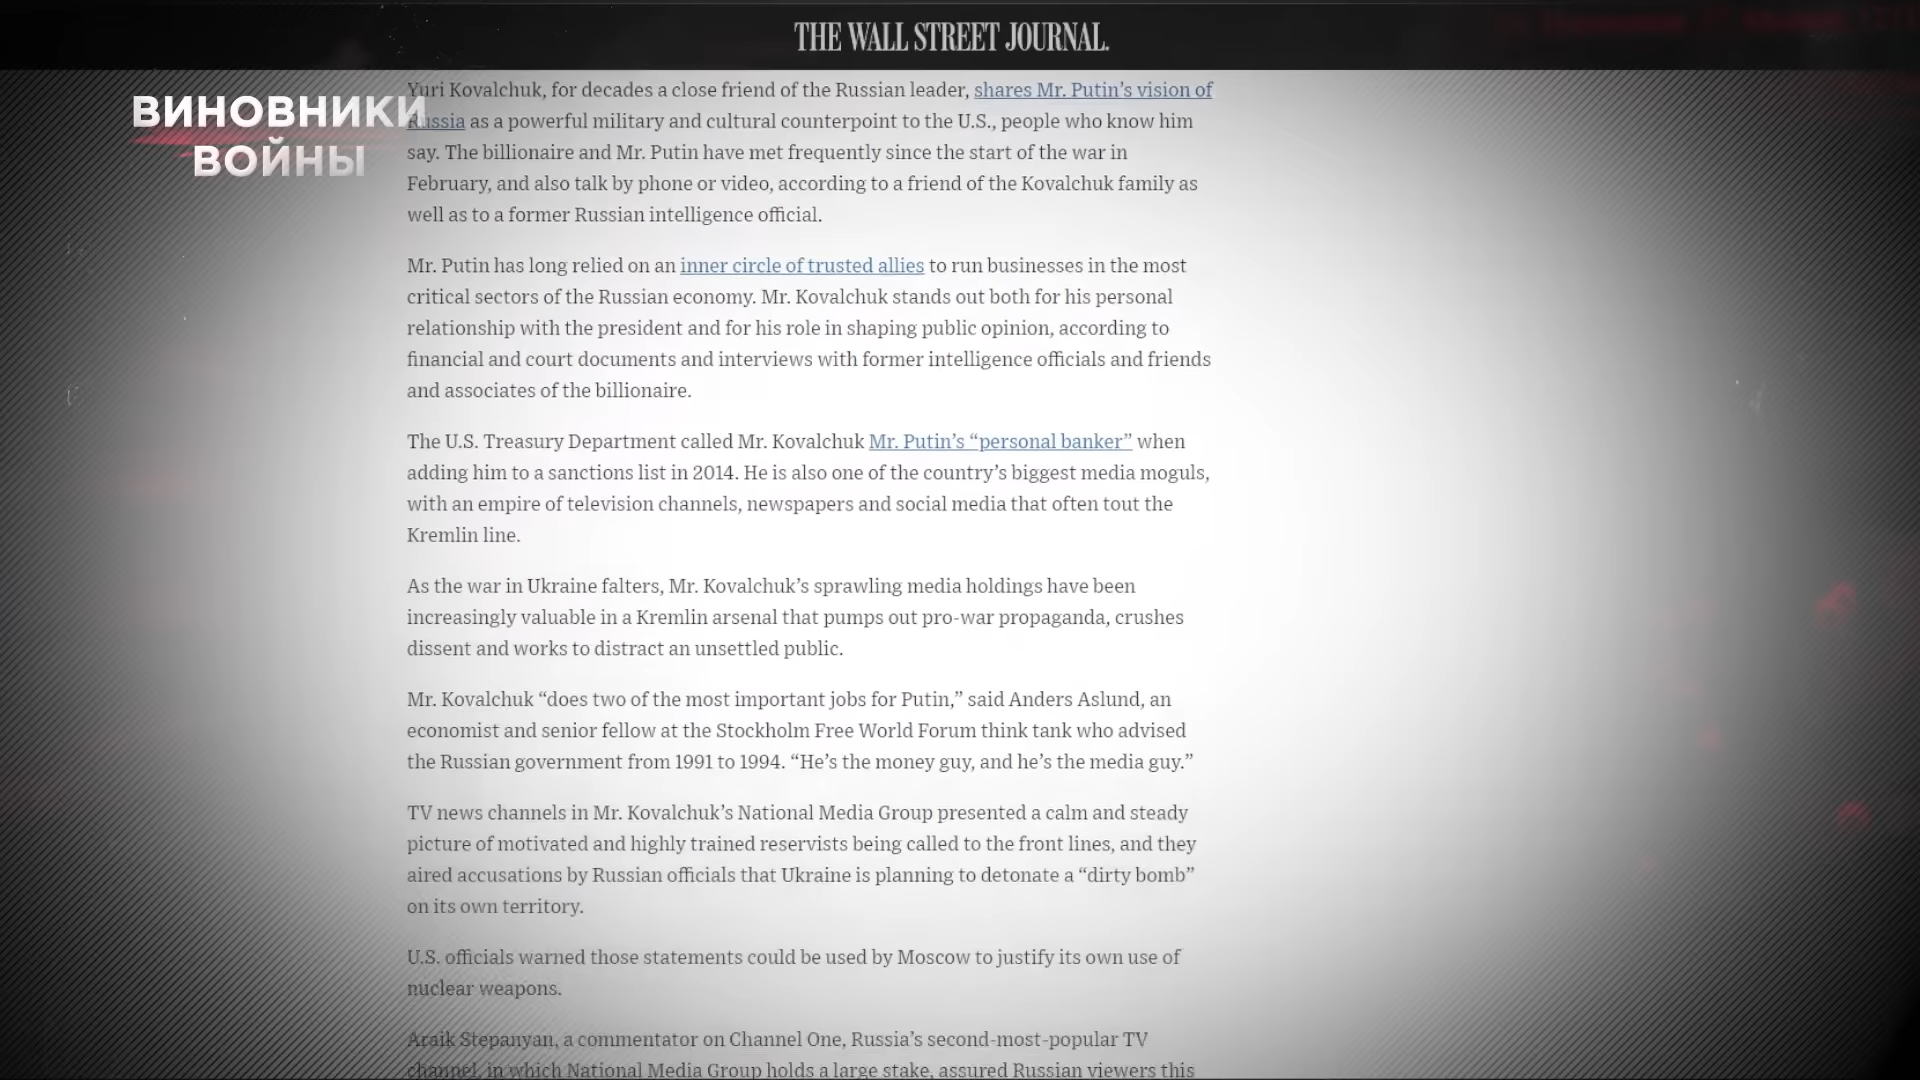 THE WALL STREET JOURNAL.
ВИНОВНИКИ
ВОЙНЫ
Yuri Kovalchuk, for decades a close friend of the Russian leader, shares Mr. Putin’s vision of
Russia as a powerful military and cultural counterpoint to the U.S., people who know him
say. The billionaire and Mr. Putin have met frequently since the start of the war in
February, and also talk by phone or video, according to a friend of the Kovalchuk family as
well as to a former Russian intelligence official.
Mr. Putin has long relied on an inner circle of trusted allies to run businesses in the most
critical sectors of the Russian economy. Mr. Kovalchuk stands out both for his personal
relationship with the president and for his role in shaping public opinion, according to
financial and court documents and interviews with former intelligence officials and friends
and associates of the billionaire.
The U.S. Treasury Department called Mr. Kovalchuk Mr. Putin’s “personal banker” when
adding him to a sanctions list in 2014. He is also one of the country’s biggest media moguls,
with an empire of television channels, newspapers and social media that often tout the
Kremlin line.
As the war in Ukraine falters, Mr. Kovalchuk’s sprawling media holdings have been
increasingly valuable in a Kremlin arsenal that pumps out pro-war propaganda, crushes
dissent and works to distract an unsettled public.
Mr. Kovalchuk “does two of the most important jobs for Putin,” said Anders Aslund, an
economist and senior fellow at the Stockholm Free World Forum think tank who advised
the Russian government from 1991 to 1994. “He’s the money guy, and he’s the media guy.”
TV news channels in Mr. Kovalchuk’s National Media Group presented a calm and steady
picture of motivated and highly trained reservists being called to the front lines, and they
aired accusations by Russian officials that Ukraine is planning to detonate a “dirty bomb”
on its own territory.
U.S. officials warned those statements could be used by Moscow to justify its own use of
nuclear weapons.
Araik Stepanyan, a commentator on Channel One, Russia’s second-most-popular TV
channel, in which National Media Group holds a large stake, assured Russian viewers this